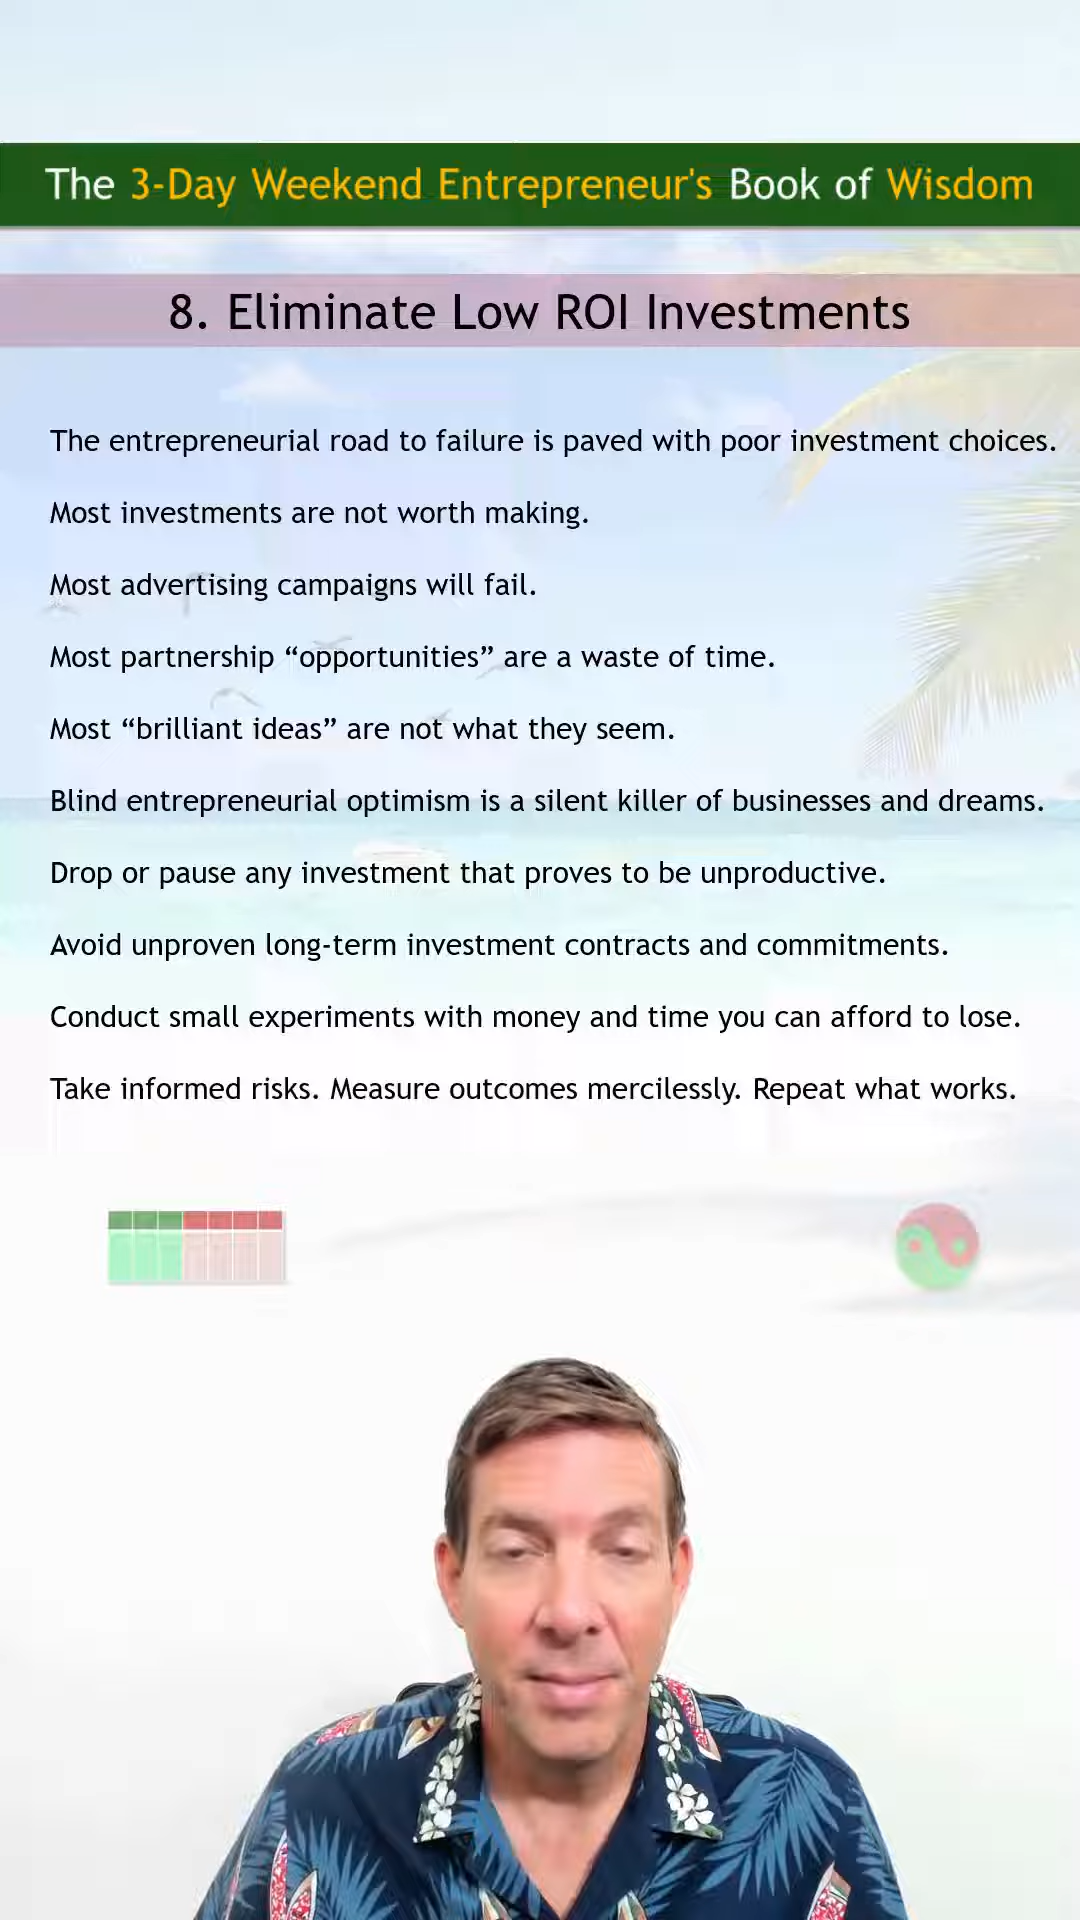 The 3-Day Weekend Entrepreneur's Book of Wisdom
8. Eliminate Low ROI Investments
The entrepreneurial road to failure is paved with poor investment choices.
Most investments are not worth making.
Most advertising campaigns will fail.
Most partnership “opportunities” are a waste of time.
Most “brilliant ideas” are not what they seem.
Blind entrepreneurial optimism is a silent killer of businesses and dreams.
Drop or pause any investment that proves to be unproductive.
Avoid unproven long-term investment contracts and commitments.
Conduct small experiments with money and time you can afford to lose.
Take informed risks. Measure outcomes mercilessly. Repeat what works.